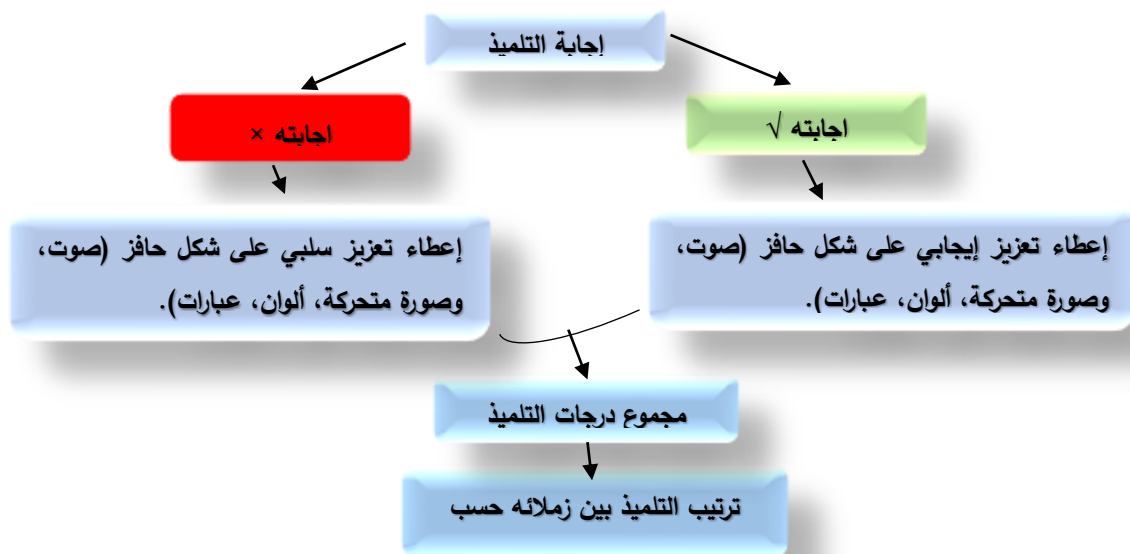 إجابة التلميذ
اجابته √
اجابته ×
إعطاء تعزيز إيجابي على شكل حافز (صوت،
وصورة متحركة، ألوان، عبارات).
إعطاء تعزيز سلبي على شكل حافز (صوت،
وصورة متحركة، ألوان، عبارات).
مجموع درجات التلميذ
ترتيب التلميذ بين زملائه حسب